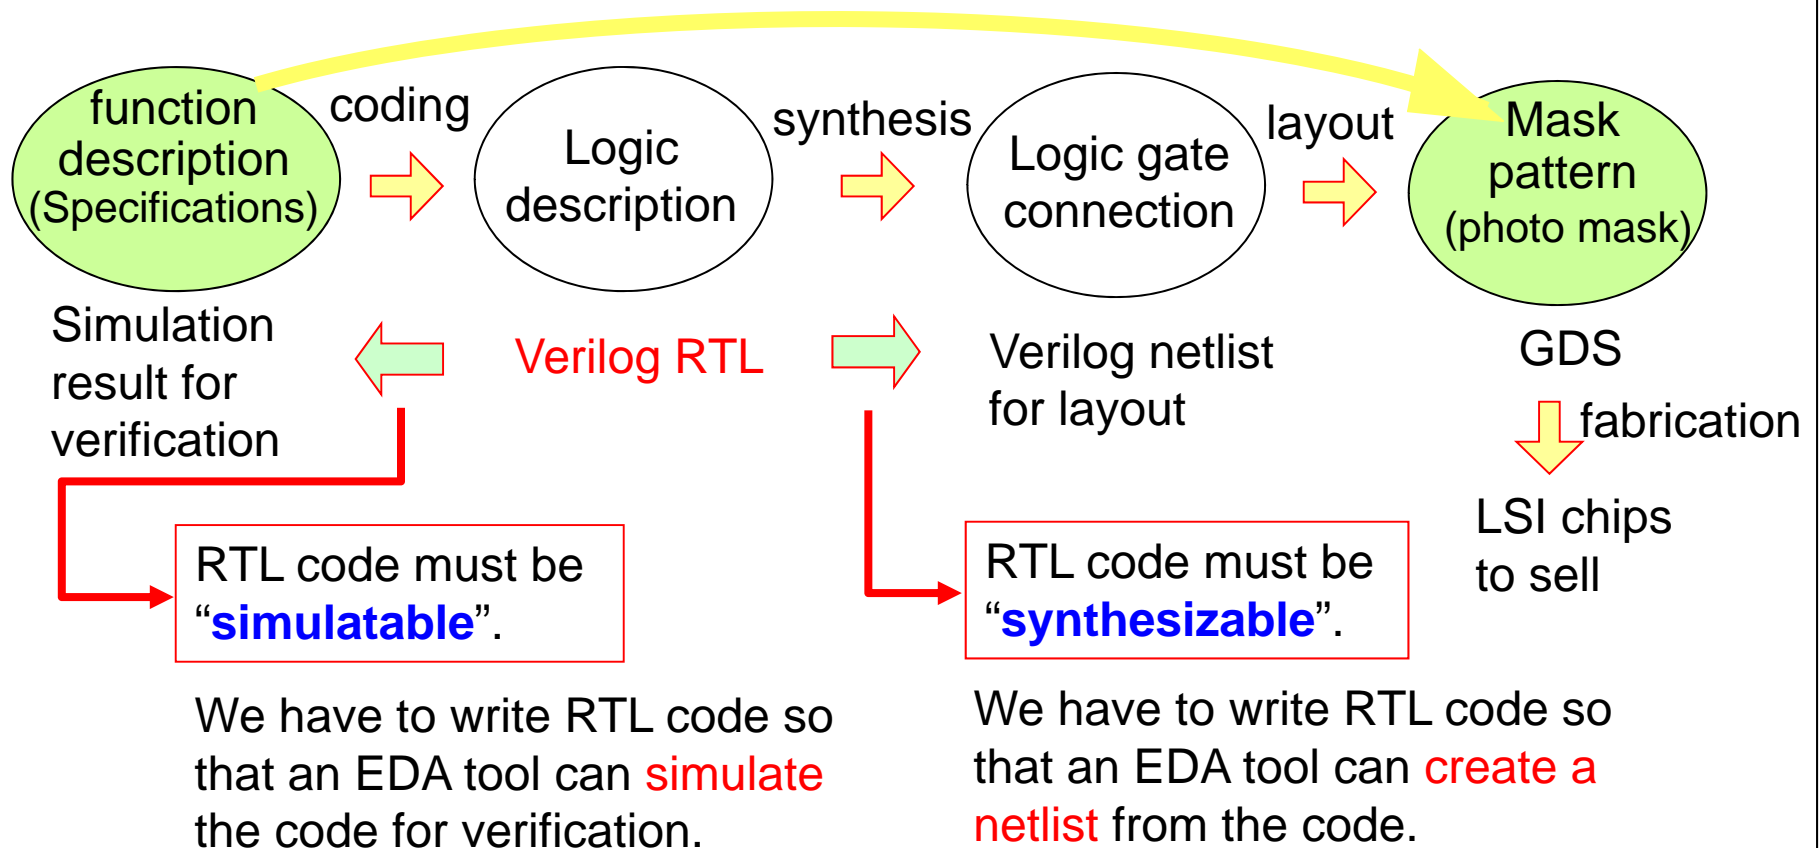 function
description
(Specifications)
coding
Logic
description
synthesis
Logic gate
connection
layout
Mask
pattern
(photo mask)
Simulation
result for
verification
Verilog RTL
Verilog netlist
for layout
GDS
fabrication
LSI chips
to sell
RTL code must be
“simulatable”.
We have to write RTL code so
that an EDA tool can simulate
the code for verification.
RTL code must be
“synthesizable”.
We have to write RTL code so
that an EDA tool can create a
netlist from the code.